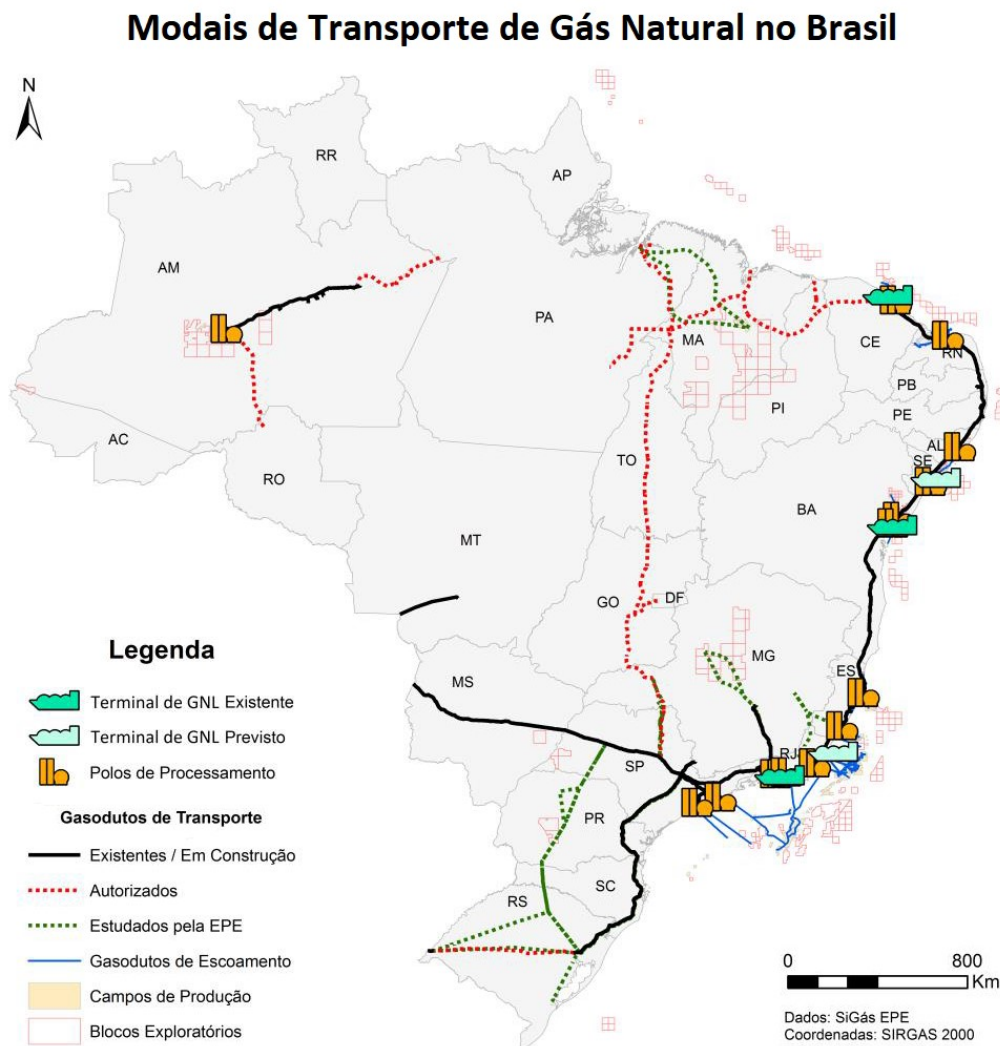 Modais de Transporte de Gás Natural no Brasil
N
RR
AP
AM
PA
MA
CE
RN
PB
PE
PI
AL
SE
AC
RO
TO
BA
MT
GO
DF
MG
ES
MS
SP
RJ
PR
SC
RS
Legenda
Terminal de GNL Existente
Terminal de GNL Previsto
Polos de Processamento
Gasodutos de Transporte
Existentes / Em Construção
Autorizados
Estudados pela EPE
Gasodutos de Escoamento
Campos de Produção
Blocos Exploratórios
0 800
Km
Dados: SiGás EPE
Coordenadas: SIRGAS 2000